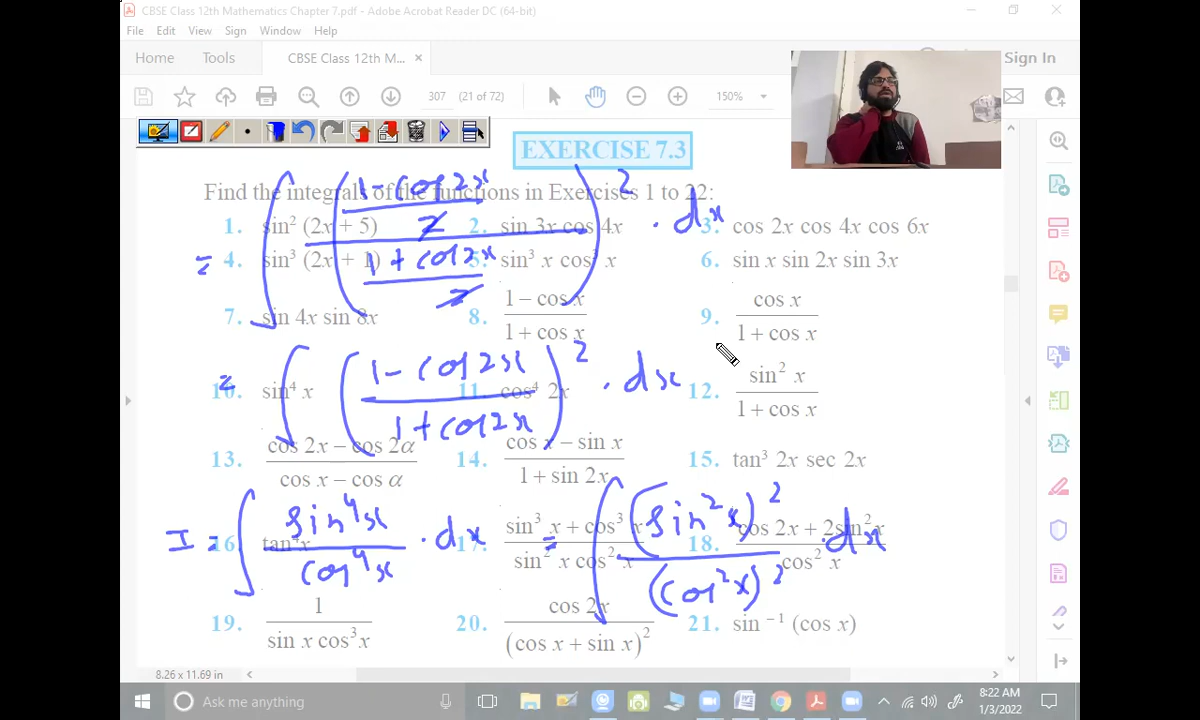 CBSE Class 12th Mathematics Chapter 7.pdf - Adobe Acrobat Reader DC (64-bit)
File Edit View Sign Window Help
Home Tools CBSE Class 12th M... × Sign In
307 (21 of 72) 150%
EXERCISE 7.3
Find the integrals of the functions in Exercises 1 to 22:
1. sin² (2x + 5) 2. sin 3x cos 4x 3. cos 2x cos 4x cos 6x
4. sin³ (2x + 1) 5. sin³ x cos³ x 6. sin x sin 2x sin 3x
7. sin 4x sin 8x 8. (1 – cos x)/(1 + cos x) 9. cos x/(1 + cos x)
10. sin⁴ x 11. cos⁴ 2x 12. sin² x/(1 + cos x)
13. (cos 2x – cos 2α)/(cos x – cos α) 14. (cos x – sin x)/(1 + sin 2x) 15. tan³ 2x sec 2x
16. tan⁴x 17. (sin³ x + cos³ x)/(sin² x cos² x) 18. (cos 2x + 2sin² x)/cos² x
19. 1/(sin x cos³x) 20. cos 2x/(cos x + sin x)² 21. sin ⁻¹ (cos x)
= ∫ (((1 - cos 2x)/2)/((1 + cos 2x)/2))² · dx
= ∫ ((1 - cos 2x)/(1 + cos 2x))² · dx
I = ∫ sin⁴x/cos⁴x · dx = ∫ (sin²x)²/(cos²x)² · dx
8.26 x 11.69 in
Ask me anything
8:22 AM
1/3/2022